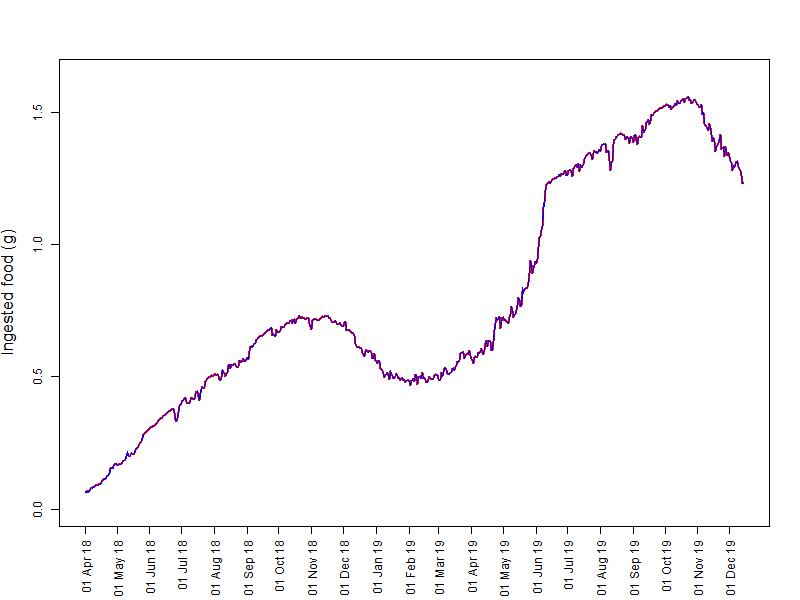 Ingested food (g)
1.5
1.0
0.5
0.0
01 Apr 18
01 May 18
01 Jun 18
01 Jul 18
01 Aug 18
01 Sep 18
01 Oct 18
01 Nov 18
01 Dec 18
01 Jan 19
01 Feb 19
01 Mar 19
01 Apr 19
01 May 19
01 Jun 19
01 Jul 19
01 Aug 19
01 Sep 19
01 Oct 19
01 Nov 19
01 Dec 19